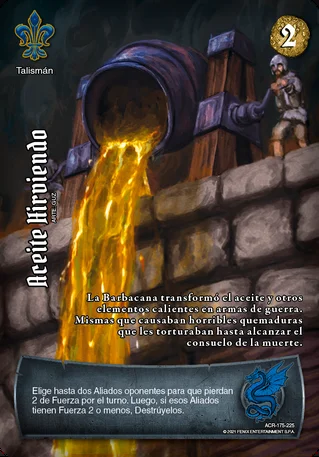 2
Talismán
Aceite Hirviendo
ARTE: GUZ
La Barbacana transformó el aceite y otros
elementos calientes en armas de guerra.
Mismas que causaban horribles quemaduras
que les torturaban hasta alcanzar el
consuelo de la muerte.
Elige hasta dos Aliados oponentes para que pierdan
2 de Fuerza por el turno. Luego, si esos Aliados
tienen Fuerza 2 o menos, Destrúyelos.
ACR-175-225
© 2021 FENIX ENTERTAINMENT S.P.A.